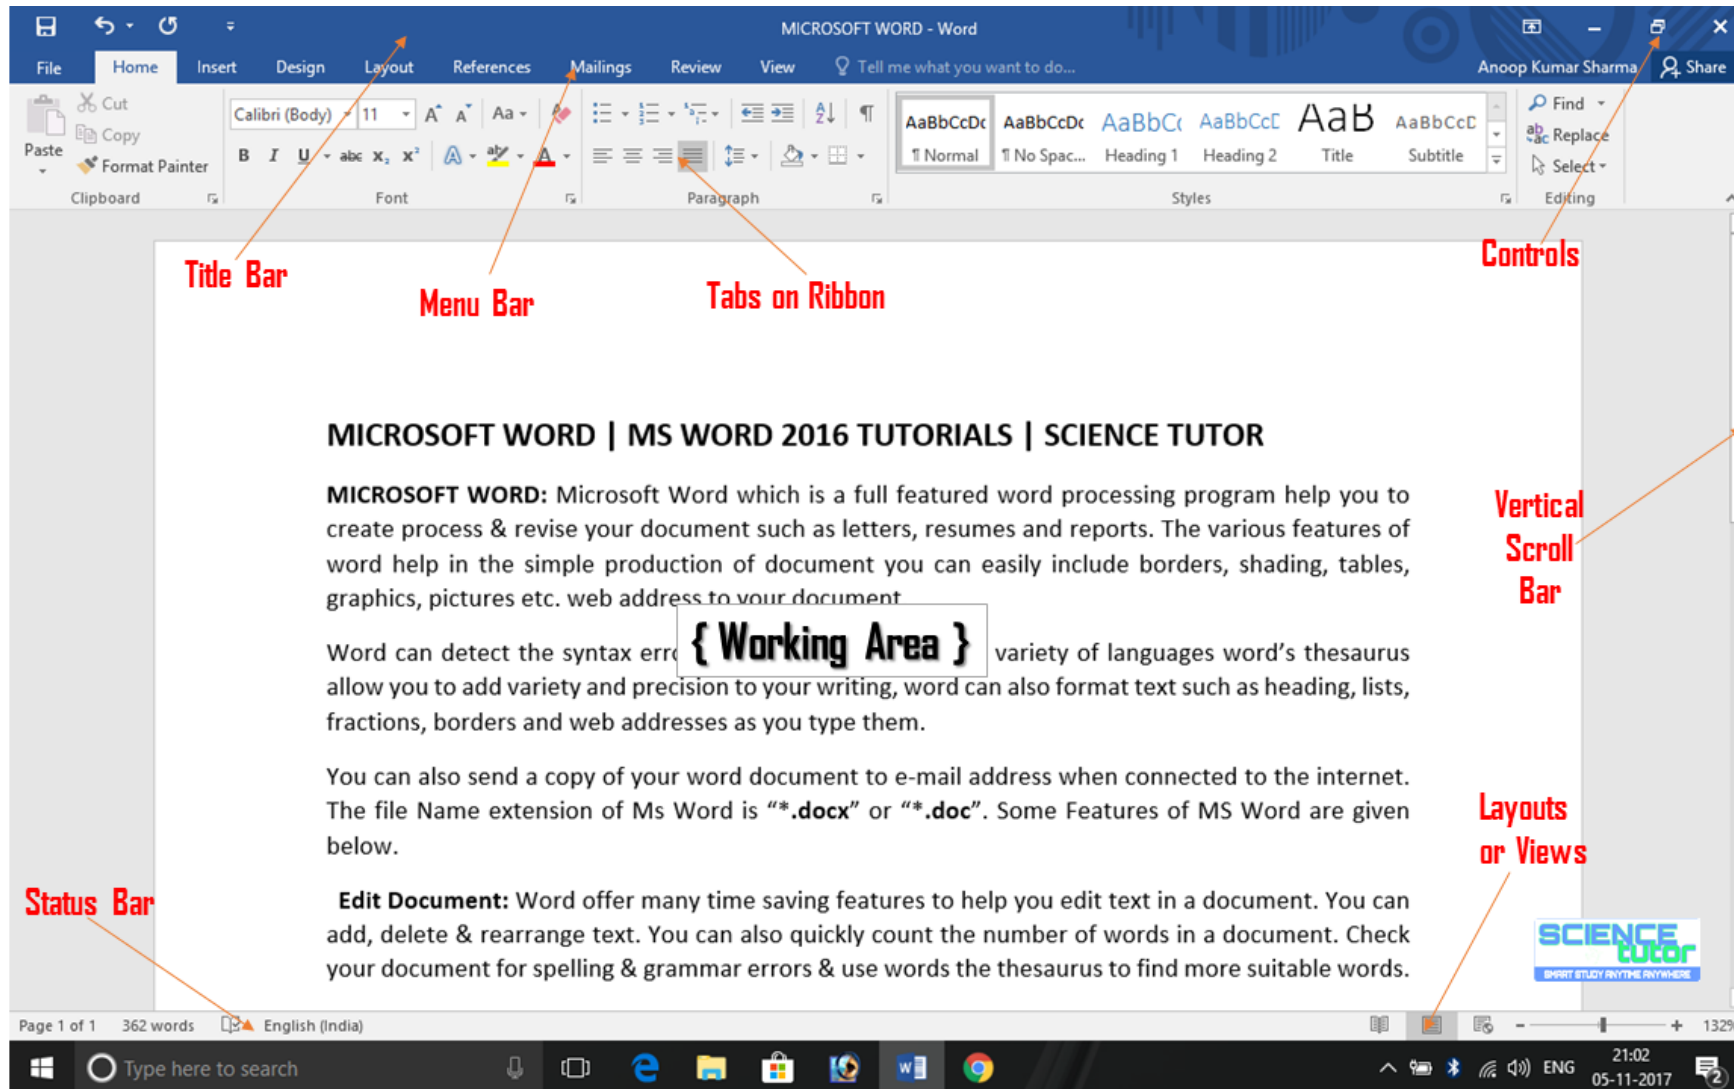 MICROSOFT WORD - Word
File Home Insert Design Layout References Mailings Review View Tell me what you want to do... Anoop Kumar Sharma Share
Cut
Copy
Paste
Format Painter
Clipboard
Calibri (Body) 11 Aa
B I U abc x₂ x² A aby A
Font
Paragraph
AaBbCcDc AaBbCcDc AaBbC AaBbCcE AaB AaBbCcD
¶ Normal ¶ No Spac... Heading 1 Heading 2 Title Subtitle
Styles
Find
Replace
Select
Editing
Title Bar
Menu Bar
Tabs on Ribbon
Controls
MICROSOFT WORD | MS WORD 2016 TUTORIALS | SCIENCE TUTOR
MICROSOFT WORD: Microsoft Word which is a full featured word processing program help you to
create process & revise your document such as letters, resumes and reports. The various features of
word help in the simple production of document you can easily include borders, shading, tables,
graphics, pictures etc. web address to your document
{ Working Area }
Word can detect the syntax variety of languages word's thesaurus
allow you to add variety and precision to your writing, word can also format text such as heading, lists,
fractions, borders and web addresses as you type them.
You can also send a copy of your word document to e-mail address when connected to the internet.
The file Name extension of Ms Word is “*.docx” or “*.doc”. Some Features of MS Word are given
below.
Edit Document: Word offer many time saving features to help you edit text in a document. You can
add, delete & rearrange text. You can also quickly count the number of words in a document. Check
your document for spelling & grammar errors & use words the thesaurus to find more suitable words.
Vertical
Scroll
Bar
Layouts
or Views
Status Bar
SCIENCE
tutor
SMART STUDY ANYTIME ANYWHERE
Page 1 of 1 362 words English (India) 132%
Type here to search
ENG
21:02
05-11-2017
2